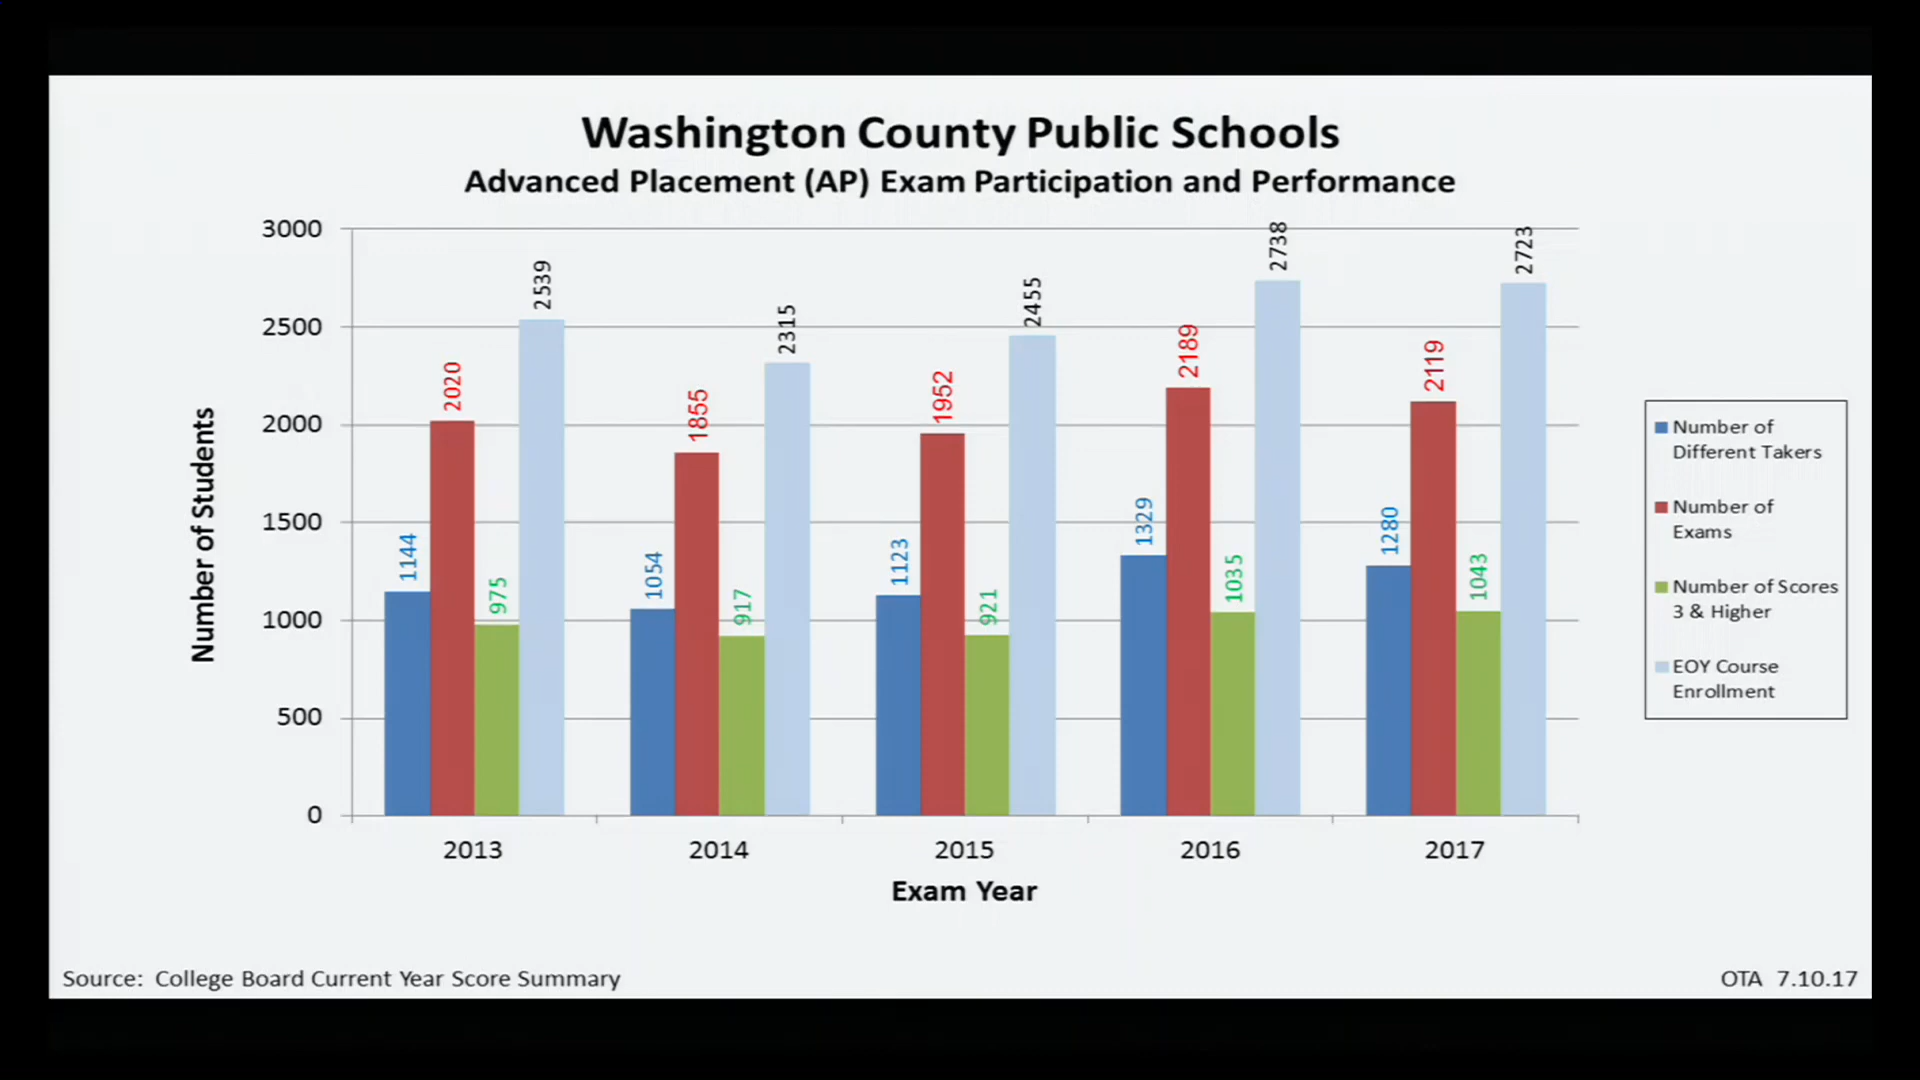 Washington County Public Schools
Advanced Placement (AP) Exam Participation and Performance
3000
2500
2000
1500
1000
500
0
Number of Students
1144
2020
975
2539
1054
1855
917
2315
1123
1952
921
2455
1329
2189
1035
2738
1280
2119
1043
2723
2013
2014
2015
2016
2017
Exam Year
Number of
Different Takers
Number of
Exams
Number of Scores
3 & Higher
EOY Course
Enrollment
Source: College Board Current Year Score Summary
OTA 7.10.17